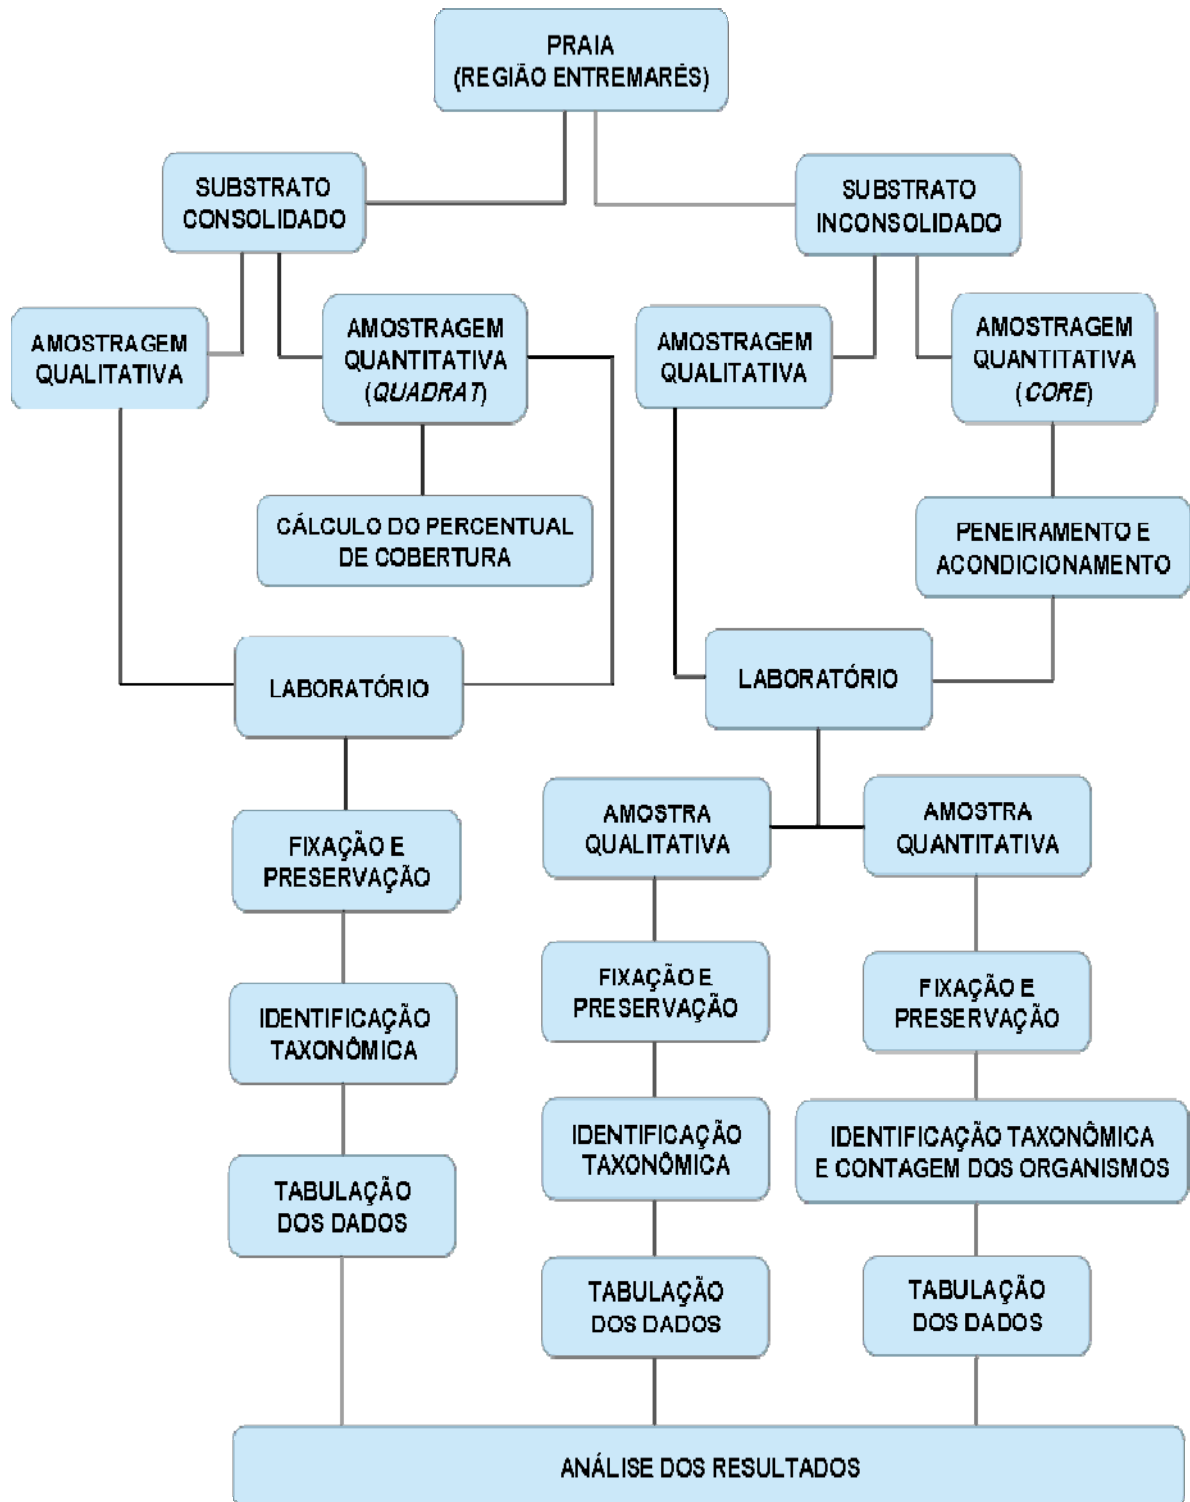 PRAIA
(REGIÃO ENTREMARÉS)
SUBSTRATO
CONSOLIDADO
SUBSTRATO
INCONSOLIDADO
AMOSTRAGEM
QUALITATIVA
AMOSTRAGEM
QUANTITATIVA
(QUADRAT)
AMOSTRAGEM
QUALITATIVA
AMOSTRAGEM
QUANTITATIVA
(CORE)
CÁLCULO DO PERCENTUAL
DE COBERTURA
PENEIRAMENTO E
ACONDICIONAMENTO
LABORATÓRIO
LABORATÓRIO
FIXAÇÃO E
PRESERVAÇÃO
AMOSTRA
QUALITATIVA
AMOSTRA
QUANTITATIVA
FIXAÇÃO E
PRESERVAÇÃO
FIXAÇÃO E
PRESERVAÇÃO
IDENTIFICAÇÃO
TAXONÔMICA
IDENTIFICAÇÃO
TAXONÔMICA
IDENTIFICAÇÃO TAXONÔMICA
E CONTAGEM DOS ORGANISMOS
TABULAÇÃO
DOS DADOS
TABULAÇÃO
DOS DADOS
TABULAÇÃO
DOS DADOS
ANÁLISE DOS RESULTADOS